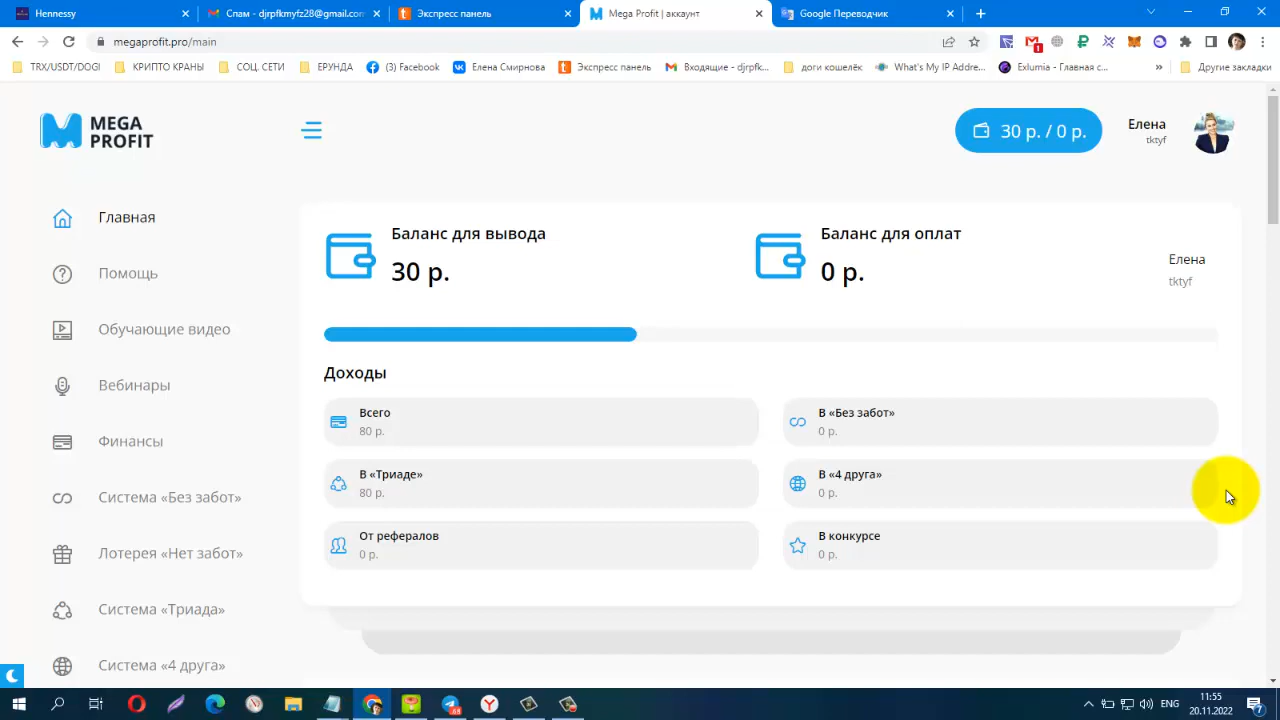 Hennessy
Спам - djrpfkmyfz28@gmail.com
Экспресс панель
Mega Profit | аккаунт
Google Переводчик
megaprofit.pro/main
1
TRX/USDT/DOGI
КРИПТО КРАНЫ
СОЦ. СЕТИ
ЕРУНДА
(3) Facebook
Елена Смирнова
Экспресс панель
Входящие - djrpfk...
доги кошелёк
What's My IP Addre...
Exlumia - Главная с...
»
Другие закладки
MEGA
PROFIT
30 р. / 0 р.
Елена
tktyf
Главная
Помощь
Обучающие видео
Вебинары
Финансы
Система «Без забот»
Лотерея «Нет забот»
Система «Триада»
Система «4 друга»
Баланс для вывода
30 р.
Баланс для оплат
0 р.
Елена
tktyf
Доходы
Всего
80 р.
В «Без забот»
0 р.
В «Триаде»
80 р.
В «4 друга»
0 р.
От рефералов
0 р.
В конкурсе
0 р.
ENG
11:55
20.11.2022